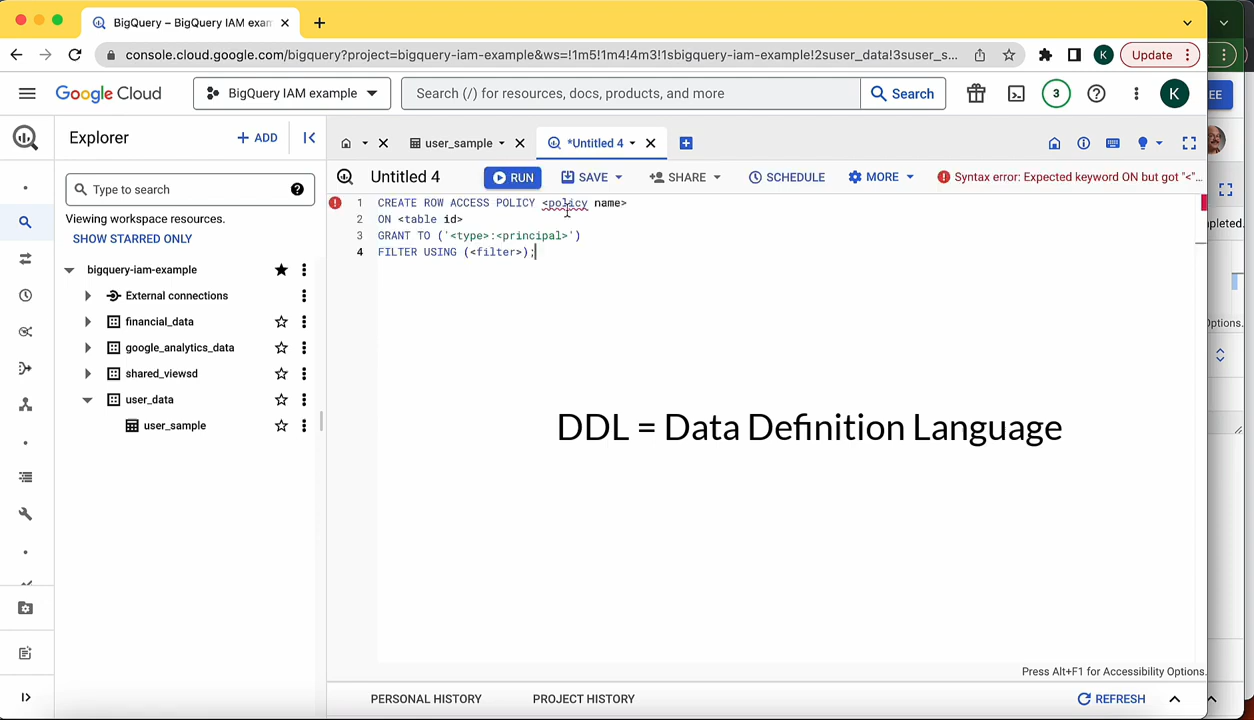 BigQuery – BigQuery IAM exam
console.cloud.google.com/bigquery?project=bigquery-iam-example&ws=!1m5!1m4!4m3!1sbigquery-iam-example!2suser_data!3suser_s...
K
Update
Google Cloud
BigQuery IAM example
Search (/) for resources, docs, products, and more
Search
3
K
EE
Explorer
+ ADD
user_sample
*Untitled 4
Type to search
Untitled 4
RUN
SAVE
SHARE
SCHEDULE
MORE
Syntax error: Expected keyword ON but got "<"...
Viewing workspace resources.
SHOW STARRED ONLY
1 CREATE ROW ACCESS POLICY <policy name>
2 ON <table id>
3 GRANT TO ('<type>:<principal>')
4 FILTER USING (<filter>);
pleted.
bigquery-iam-example
External connections
financial_data
google_analytics_data
shared_viewsd
user_data
user_sample
Options.
DDL = Data Definition Language
Press Alt+F1 for Accessibility Options.
PERSONAL HISTORY
PROJECT HISTORY
REFRESH